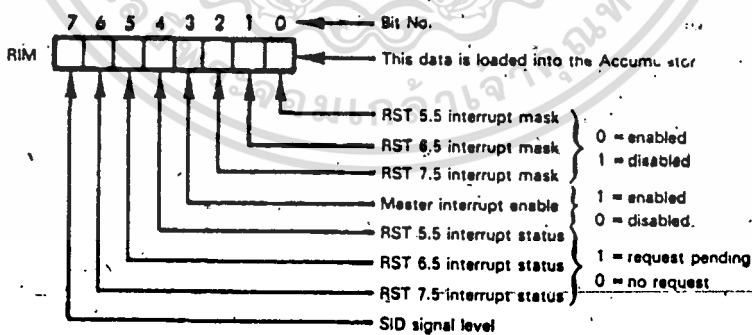 7 6 5 4 3 2 1 0 Bit No.
RIM This data is loaded into the
RST 5.5 interrupt mask
RST 6.5 interrupt mask
RST 7.5 interrupt mask
0 = enabled
1 = disabled
Master interrupt enable
1 = enabled
0 = disabled.
RST 5.5 interrupt status
RST 6.5 interrupt status
RST 7.5 interrupt status
1 = request pending
0 = no request
SID signal level